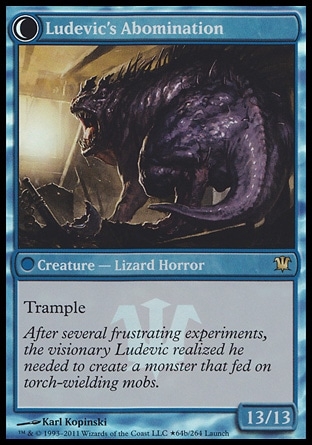 Ludevic's Abomination
Creature — Lizard Horror
Trample
After several frustrating experiments,
the visionary Ludevic realized he
needed to create a monster that fed on
torch-wielding mobs.
Karl Kopinski
™ & © 1993–2011 Wizards of the Coast LLC ★64b/264 Launch
13/13